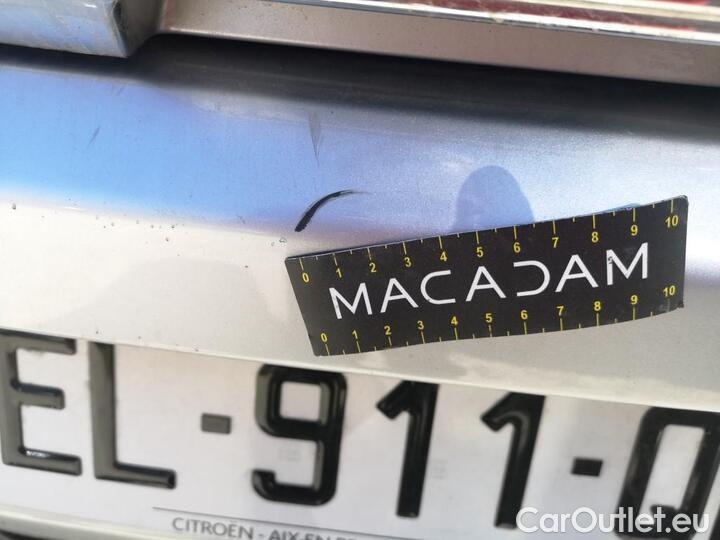 0 1 2 3 4 5 6 7 8 9 10
MACADAM
0 1 2 3 4 5 6 7 8 9 10
EL-911-Q
CITROËN - AIX-EN-
CarOutlet.eu